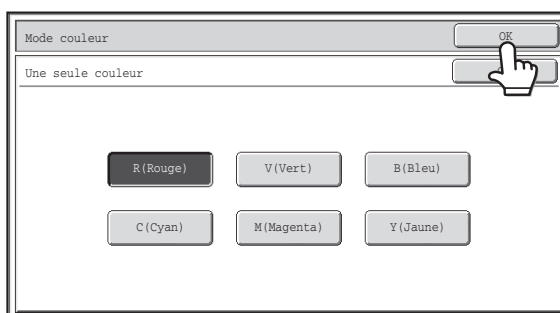 Mode couleur
OK
Une seule couleur
R(Rouge)
V(Vert)
B(Bleu)
C(Cyan)
M(Magenta)
Y(Jaune)